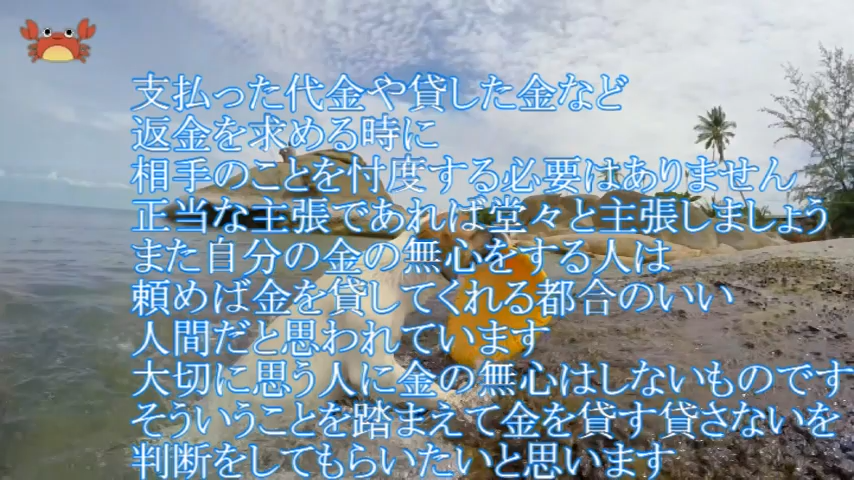 支払った代金や貸した金など
返金を求める時に
相手のことを忖度する必要はありません
正当な主張であれば堂々と主張しましょう
また自分の金の無心をする人は
頼めば金を貸してくれる都合のいい
人間だと思われています
大切に思う人に金の無心はしないものです
そういうことを踏まえて金を貸す貸さないを
判断をしてもらいたいと思います